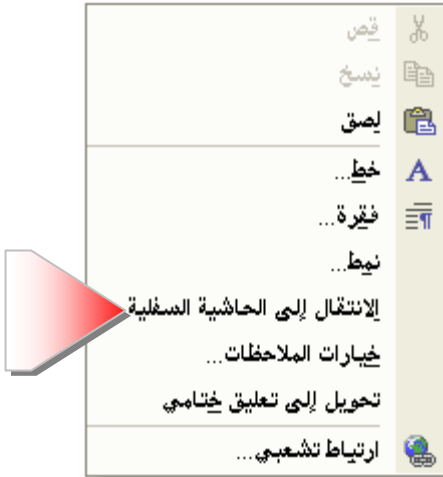 قص
نسخ
لصق
خط...
فقرة...
نمط...
الانتقال إلى الحاشية السفلية
خيارات الملاحظات...
تحويل إلى تعليق ختامي
ارتباط تشعبي...